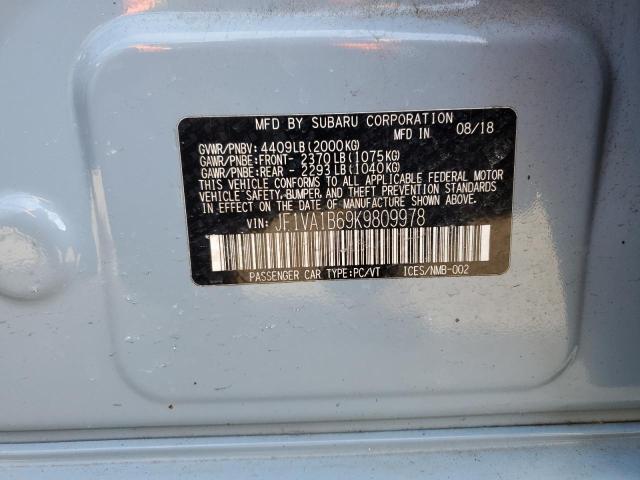 MFD BY SUBARU CORPORATION
MFD IN 08/18
GVWR/PNBV: 4409LB(2000KG)
GAWR/PNBE:FRONT- 2370LB(1075KG)
GAWR/PNBE:REAR - 2293LB(1040KG)
THIS VEHICLE CONFORMS TO ALL APPLICABLE FEDERAL MOTOR
VEHICLE SAFETY,BUMPER,AND THEFT PREVENTION STANDARDS
IN EFFECT ON THE DATE OF MANUFACTURE SHOWN ABOVE.
VIN: JF1VA1B69K9809978
PASSENGER CAR TYPE:PC/VT ICES/NMB-002